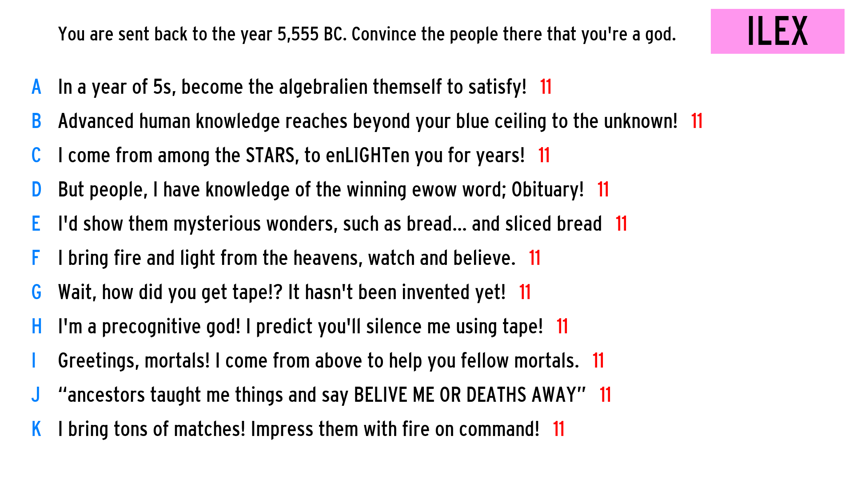 You are sent back to the year 5,555 BC. Convince the people there that you're a god.
ILEX
A In a year of 5s, become the algebralien themself to satisfy! 11
B Advanced human knowledge reaches beyond your blue ceiling to the unknown! 11
C I come from among the STARS, to enLIGHTen you for years! 11
D But people, I have knowledge of the winning ewow word; Obituary! 11
E I'd show them mysterious wonders, such as bread... and sliced bread 11
F I bring fire and light from the heavens, watch and believe. 11
G Wait, how did you get tape!? It hasn't been invented yet! 11
H I'm a precognitive god! I predict you'll silence me using tape! 11
I Greetings, mortals! I come from above to help you fellow mortals. 11
J “ancestors taught me things and say BELIVE ME OR DEATHS AWAY” 11
K I bring tons of matches! Impress them with fire on command! 11